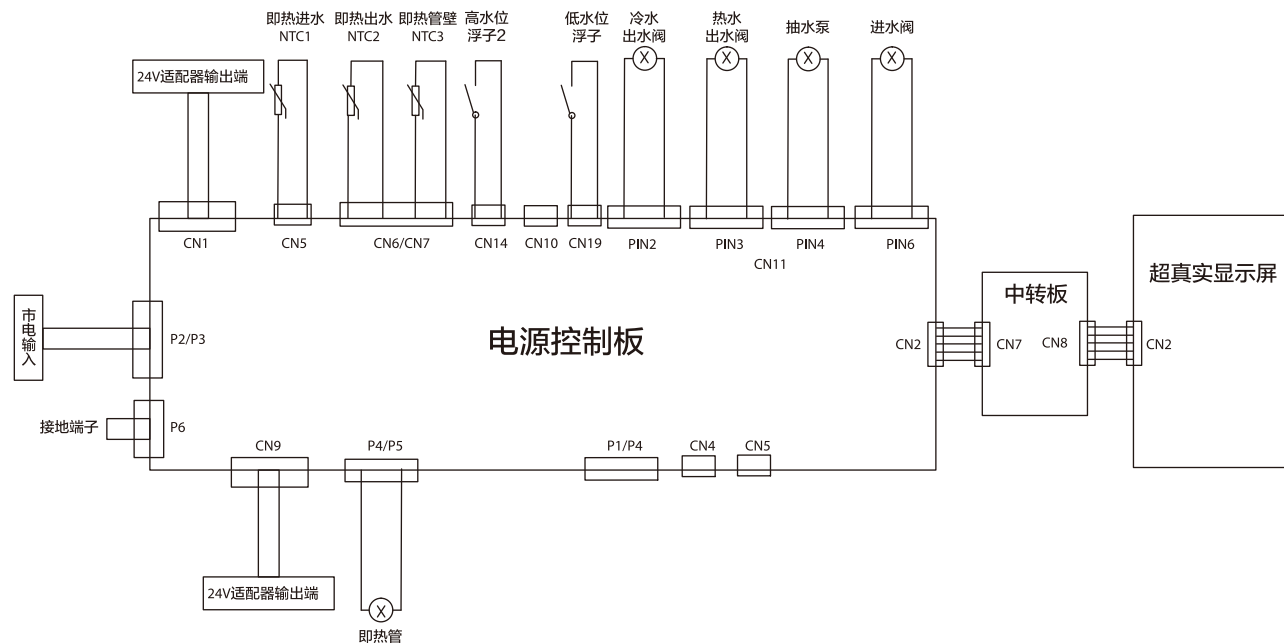 即热进水
NTC1
即热出水
NTC2
即热管壁
NTC3
高水位
浮子2
低水位
浮子
冷水
出水阀
热水
出水阀
抽水泵
进水阀
X
X
X
X
24V适配器输出端
CN1
CN5
CN6/CN7
CN14
CN10
CN19
PIN2
PIN3
PIN4
PIN6
CN11
市电输入
P2/P3
电源控制板
CN2
中转板
CN7
CN8
超真实显示屏
CN2
接地端子
P6
CN9
P4/P5
P1/P4
CN4
CN5
24V适配器输出端
X
即热管